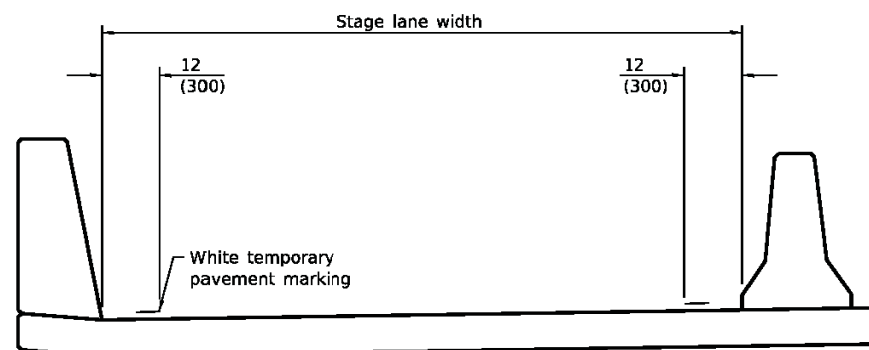 Stage lane width
12
(300)
12
(300)
White temporary
pavement marking